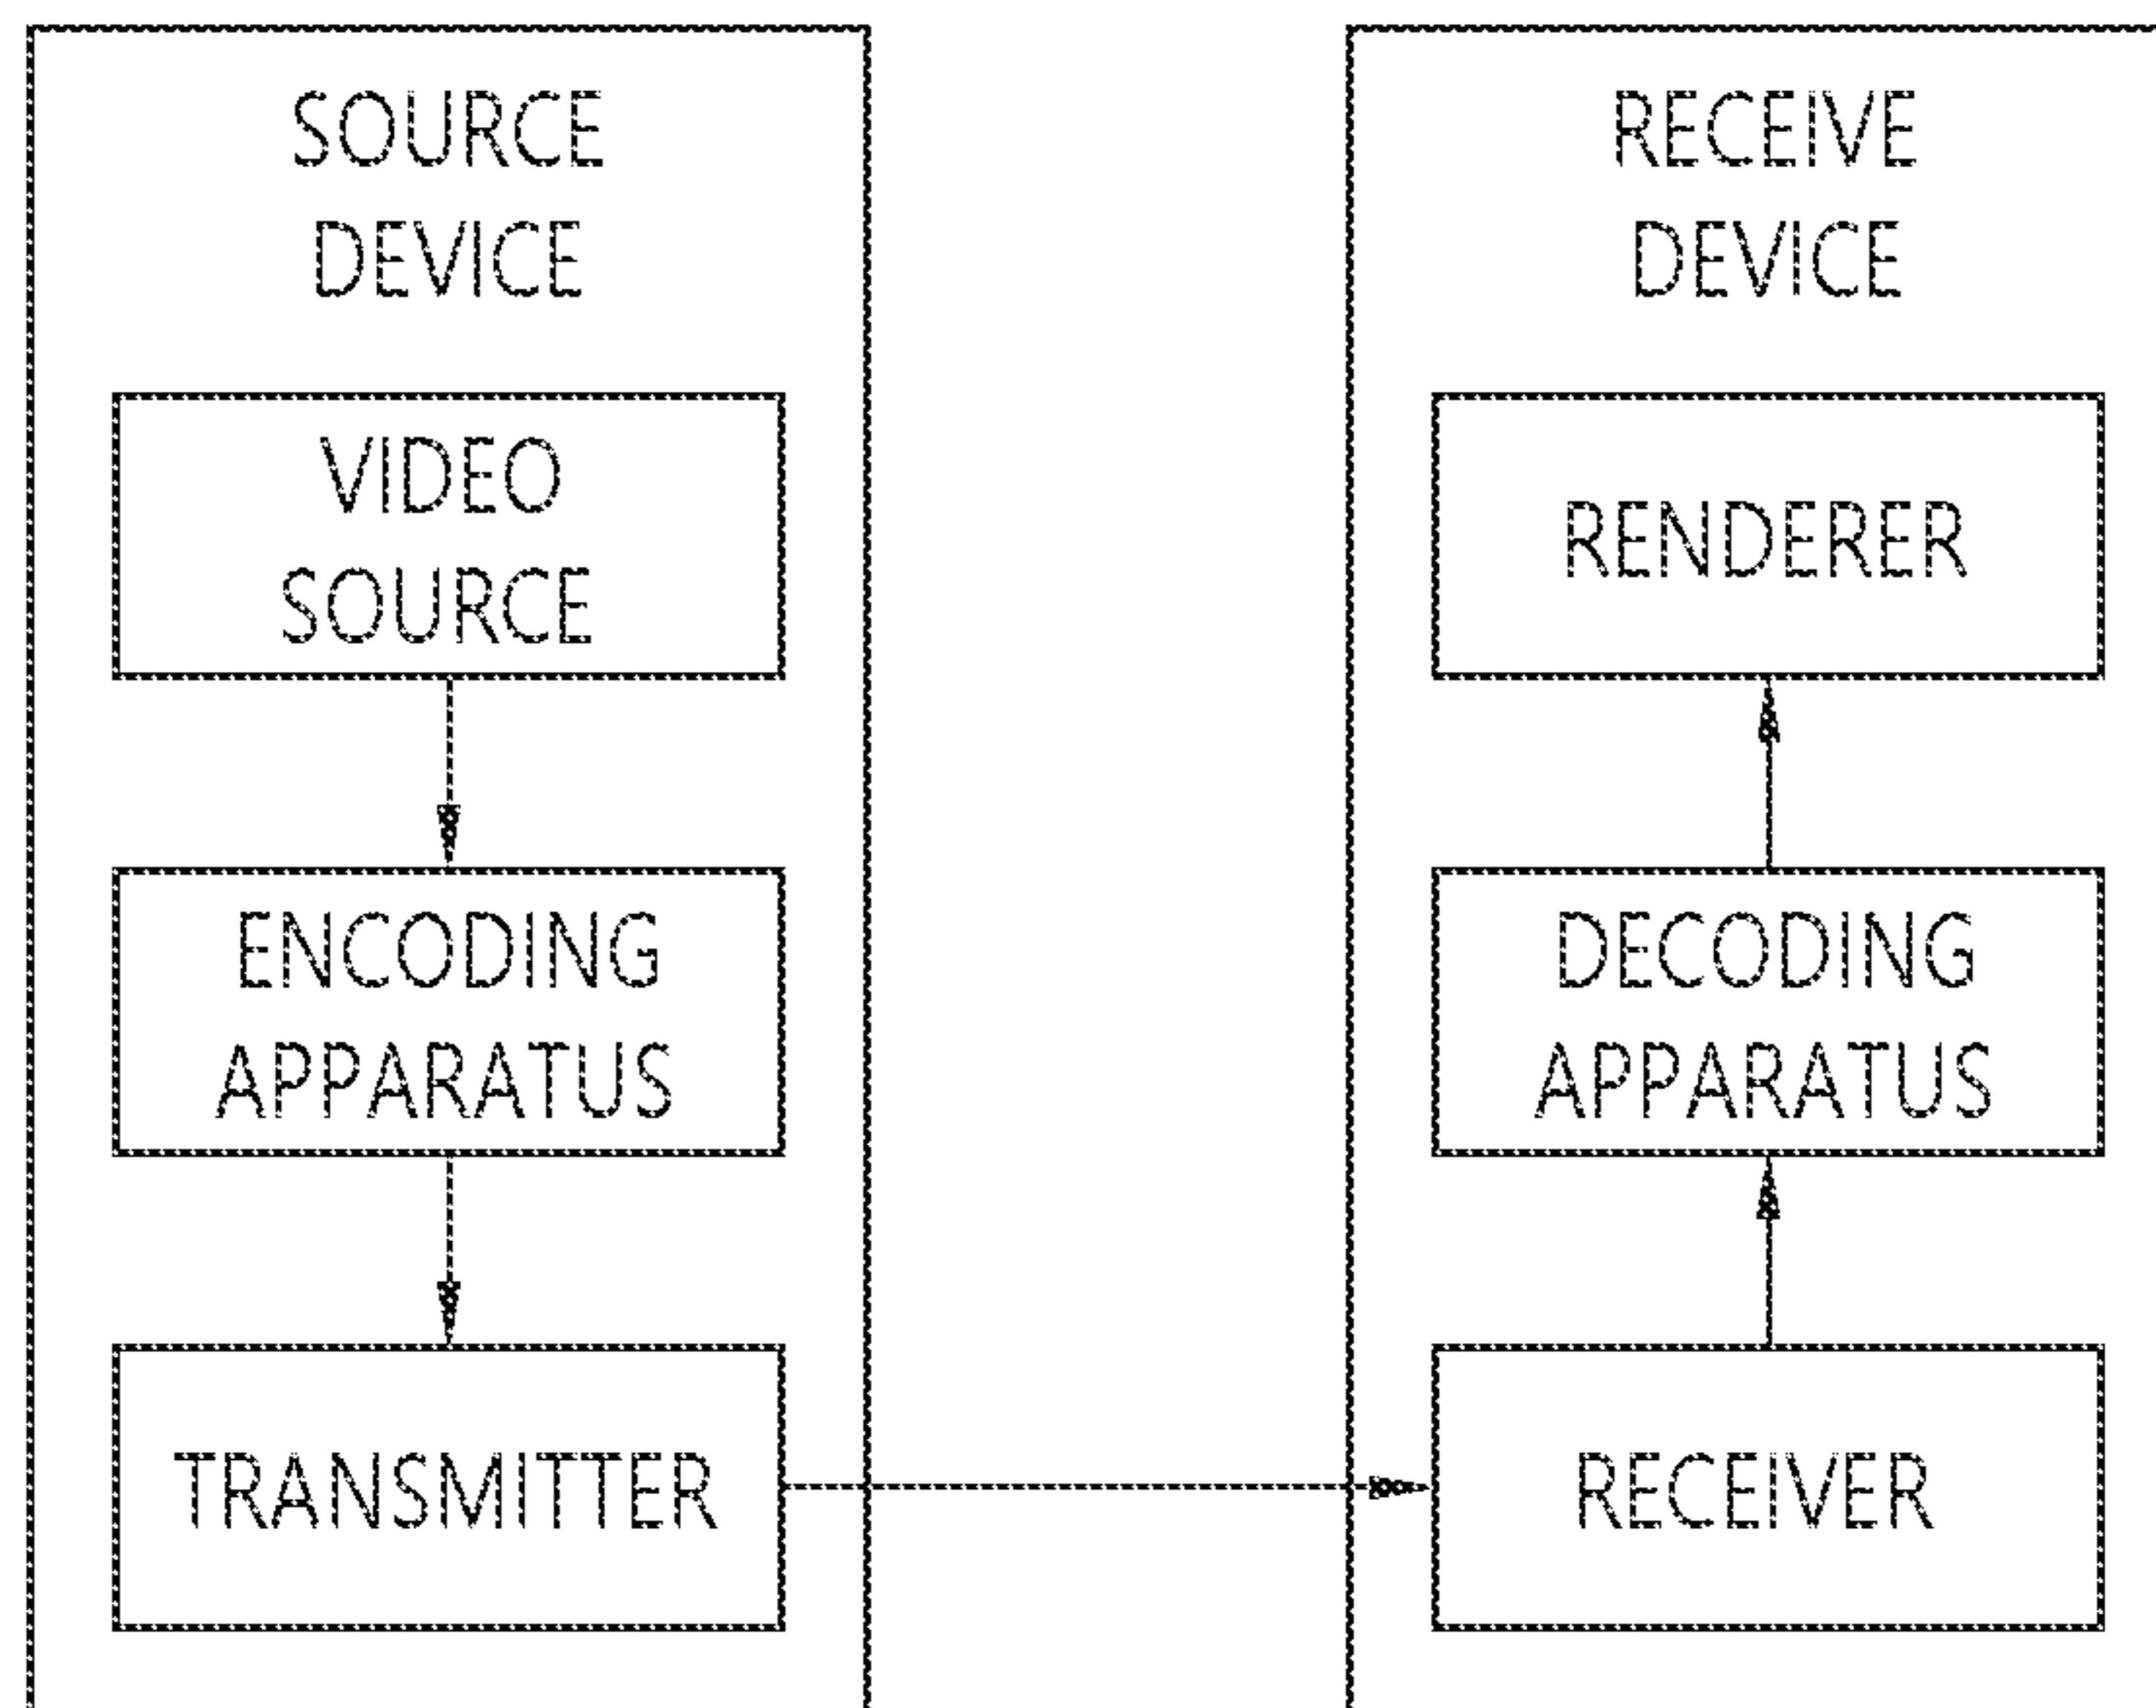 SOURCE
DEVICE
VIDEO
SOURCE
ENCODING
APPARATUS
TRANSMITTER
RECEIVE
DEVICE
RENDERER
DECODING
APPARATUS
RECEIVER